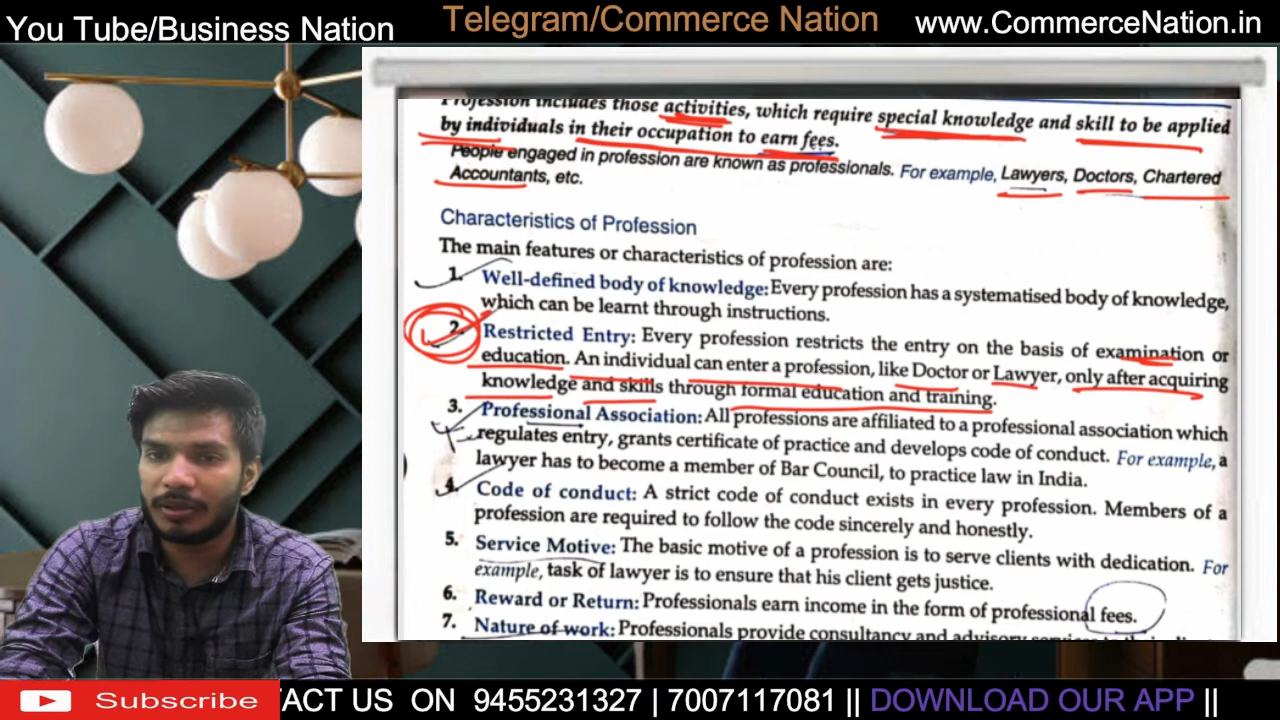 You Tube/Business Nation
Telegram/Commerce Nation
www.CommerceNation.in
Profession includes those activities, which require special knowledge and skill to be applied
by individuals in their occupation to earn fees.
People engaged in profession are known as professionals. For example, Lawyers, Doctors, Chartered
Accountants, etc.
Characteristics of Profession
The main features or characteristics of profession are:
1. Well-defined body of knowledge: Every profession has a systematised body of knowledge,
which can be learnt through instructions.
2. Restricted Entry: Every profession restricts the entry on the basis of examination or
education. An individual can enter a profession, like Doctor or Lawyer, only after acquiring
knowledge and skills through formal education and training.
3. Professional Association: All professions are affiliated to a professional association which
regulates entry, grants certificate of practice and develops code of conduct. For example, a
lawyer has to become a member of Bar Council, to practice law in India.
4. Code of conduct: A strict code of conduct exists in every profession. Members of a
profession are required to follow the code sincerely and honestly.
5. Service Motive: The basic motive of a profession is to serve clients with dedication. For
example, task of lawyer is to ensure that his client gets justice.
6. Reward or Return: Professionals earn income in the form of professional fees.
7. Nature of work: Professionals provide consultancy and advisory services
Subscribe
TACT US ON 9455231327 | 7007117081 || DOWNLOAD OUR APP ||